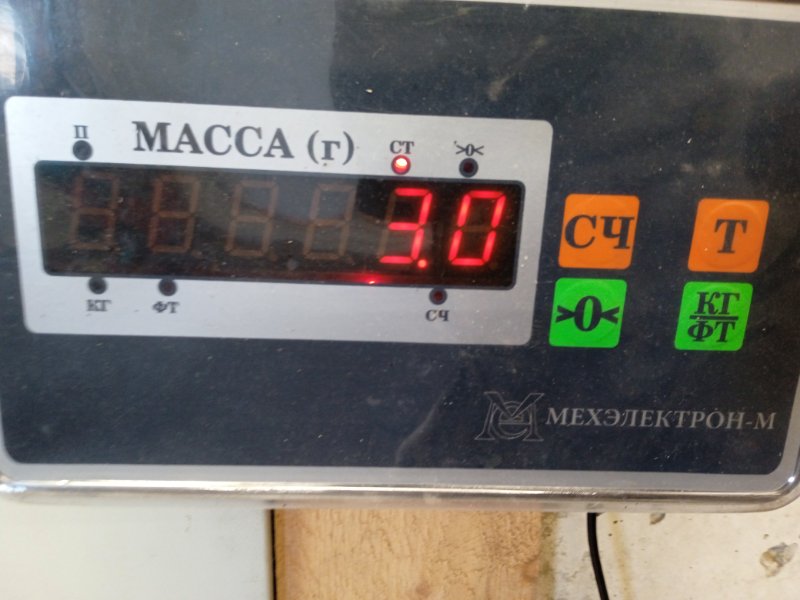 П МАССА (г) СТ >0<
3.0
КГ ФТ СЧ
СЧ Т
>0< КГ/ФТ
МЕХЭЛЕКТРОН-М